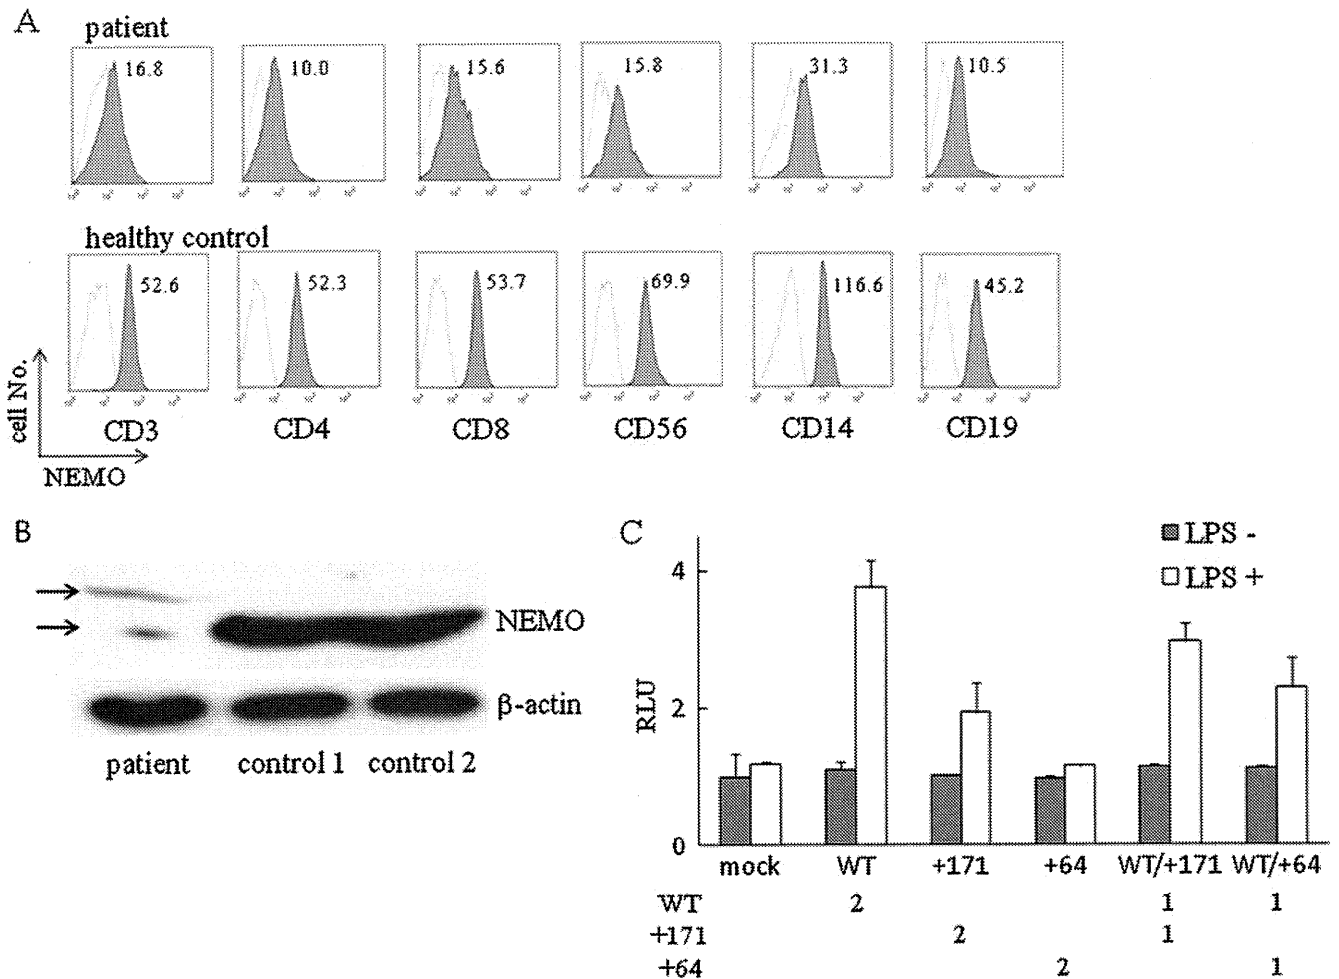 A
patient
16.8 10.0 15.6 15.8 31.3 10.5
healthy control
52.6 52.3 53.7 69.9 116.6 45.2
cell No.
CD3 CD4 CD8 CD56 CD14 CD19
NEMO
B
NEMO
β-actin
patient control 1 control 2
C
LPS -
LPS +
RLU
4
2
0
mock WT +171 +64 WT/+171 WT/+64
WT 2 1 1
+171 2 1
+64 2 1